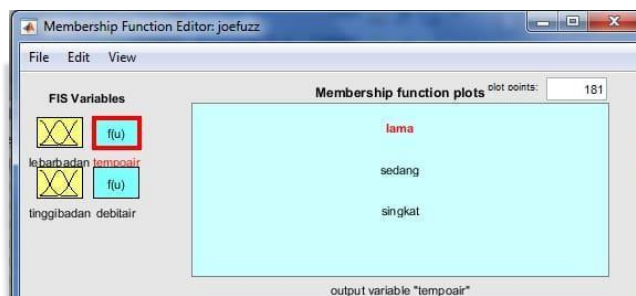 Membership Function Editor: joefuzz
File Edit View
FIS Variables
Membership function plots plot points: 181
f(u)
lebarbadan tempoair
f(u)
tinggibadan debitair
lama
sedang
singkat
output variable "tempoair"